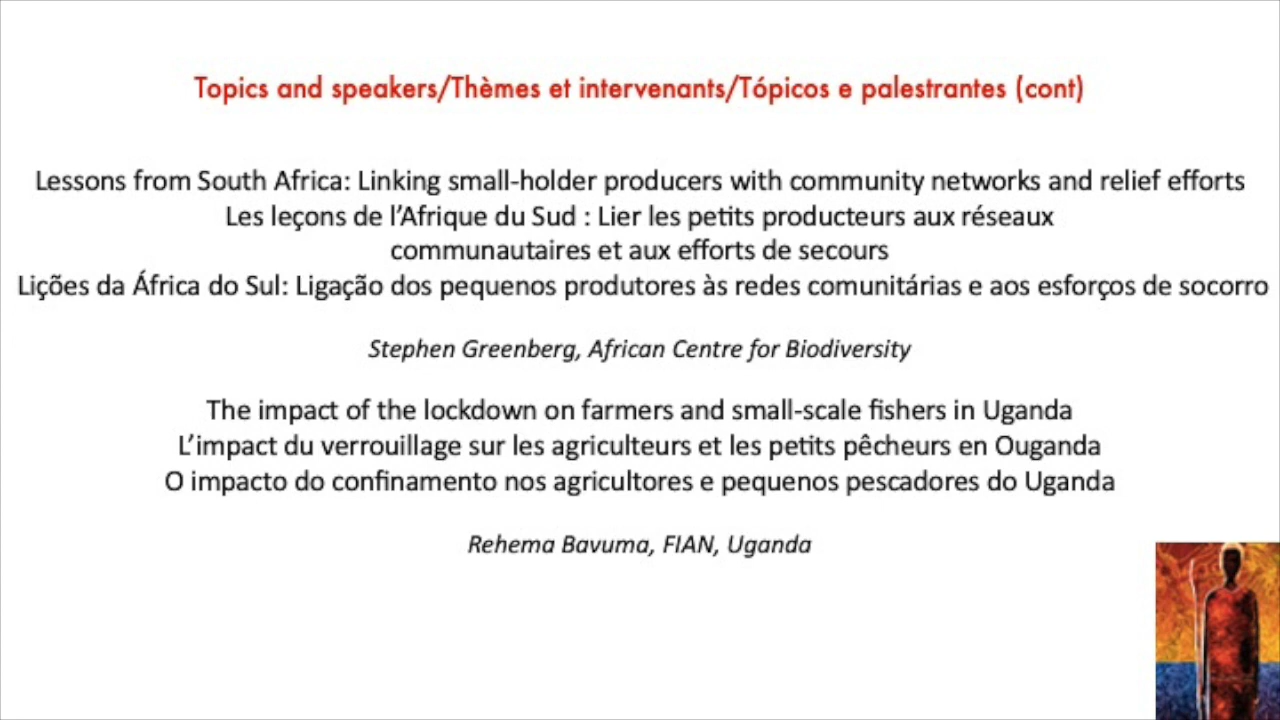 Topics and speakers/Thèmes et intervenants/Tópicos e palestrantes (cont)
Lessons from South Africa: Linking small-holder producers with community networks and relief efforts
Les leçons de l’Afrique du Sud : Lier les petits producteurs aux réseaux
communautaires et aux efforts de secours
Lições da África do Sul: Ligação dos pequenos produtores às redes comunitárias e aos esforços de socorro
Stephen Greenberg, African Centre for Biodiversity
The impact of the lockdown on farmers and small-scale fishers in Uganda
L’impact du verrouillage sur les agriculteurs et les petits pêcheurs en Ouganda
O impacto do confinamento nos agricultores e pequenos pescadores do Uganda
Rehema Bavuma, FIAN, Uganda